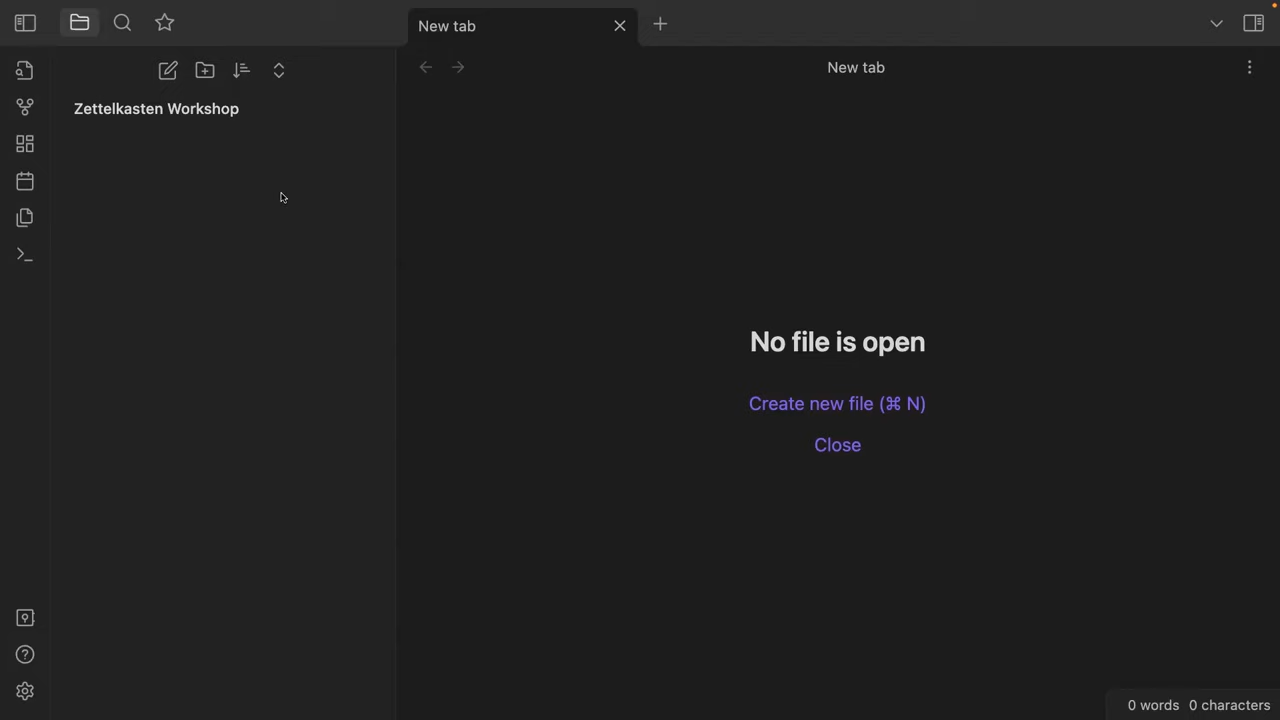 New tab
New tab
Zettelkasten Workshop
No file is open
Create new file (⌘ N)
Close
0 words 0 characters